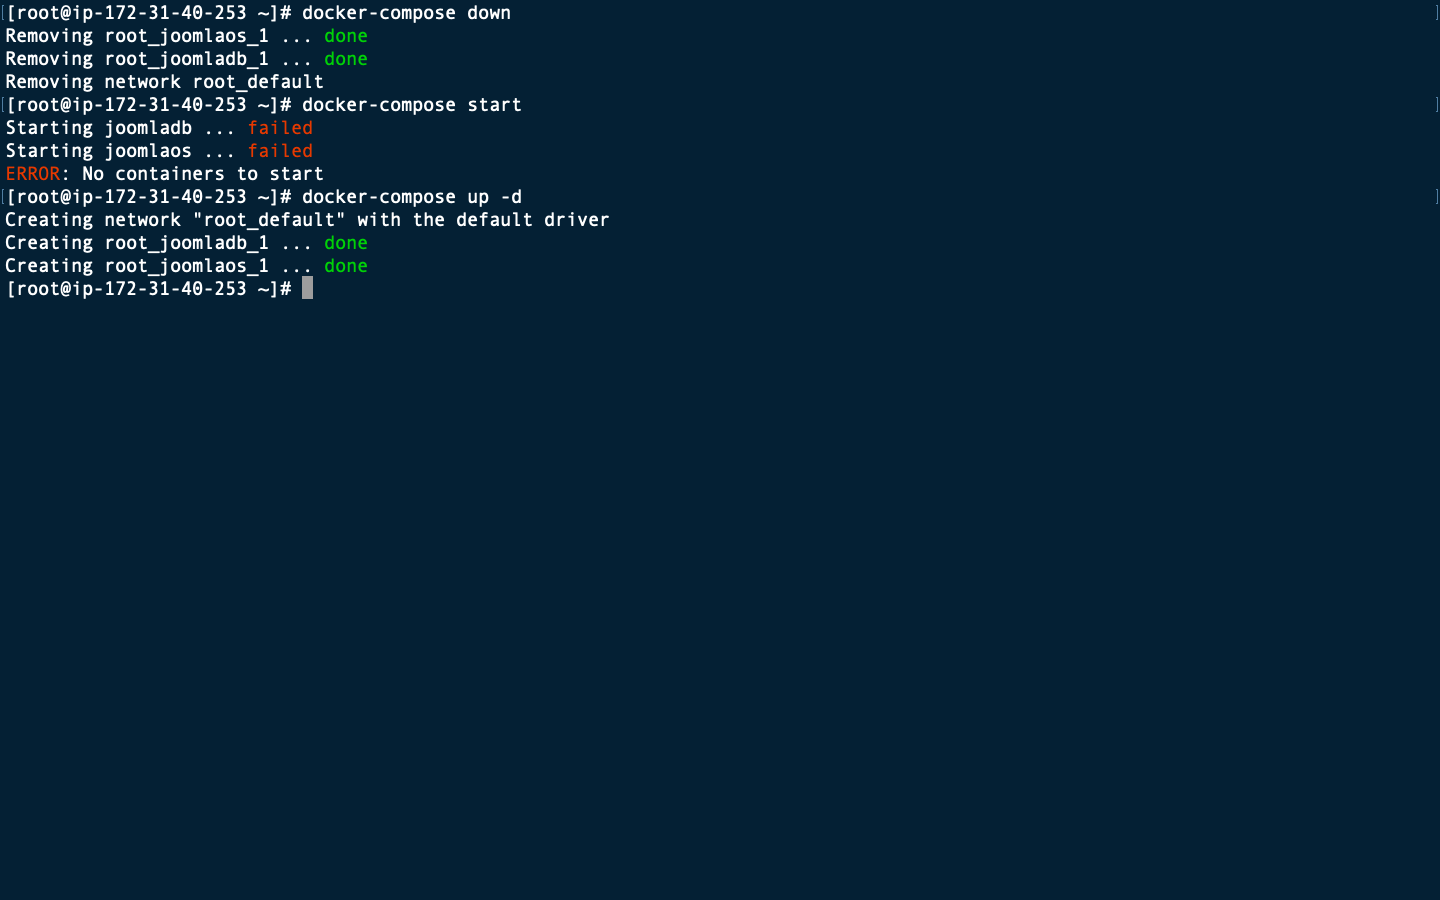 [root@ip-172-31-40-253 ~]# docker-compose down
Removing root_joomlaos_1 ... done
Removing root_joomladb_1 ... done
Removing network root_default
[root@ip-172-31-40-253 ~]# docker-compose start
Starting joomladb ... failed
Starting joomlaos ... failed
ERROR: No containers to start
[root@ip-172-31-40-253 ~]# docker-compose up -d
Creating network "root_default" with the default driver
Creating root_joomladb_1 ... done
Creating root_joomlaos_1 ... done
[root@ip-172-31-40-253 ~]#